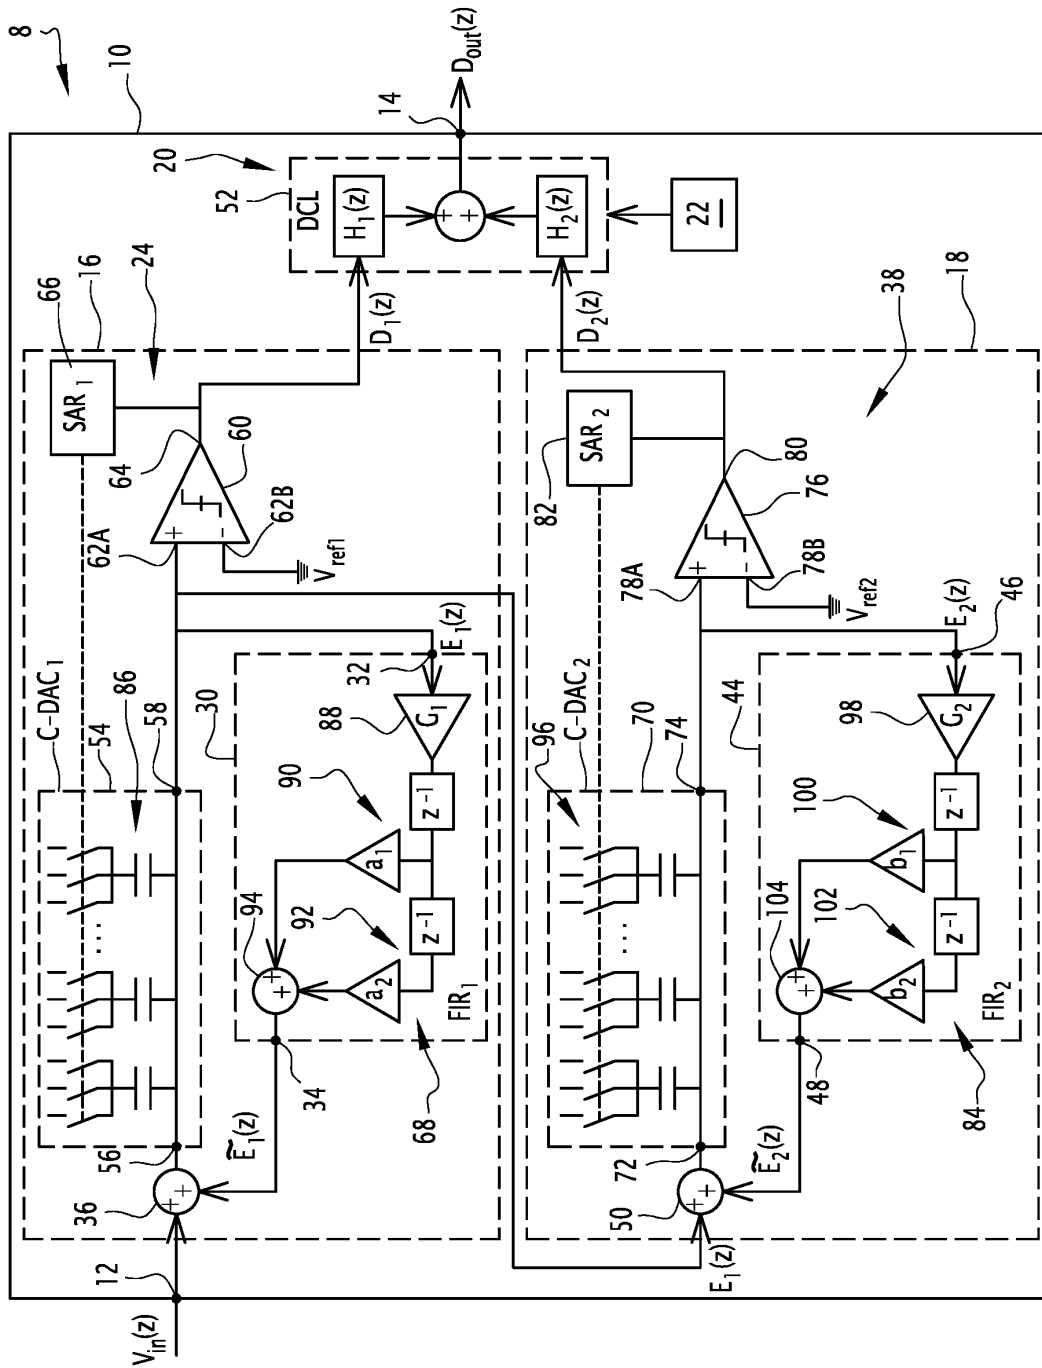 8
10
V_in(z)
12
14
D_out(z)
16
24
66
SAR_1
C-DAC_1
54
86
58
...
56
36
62A
64
60
62B
V_ref1
+
-
+
+
Ẽ_1(z)
34
30
32
E_1(z)
88
G_1
90
z^-1
a_1
92
z^-1
a_2
94
+
+
FIR_1
68
D_1(z)
20
52
DCL
H_1(z)
+
+
H_2(z)
22
D_2(z)
18
38
82
SAR_2
C-DAC_2
96
70
74
...
72
50
E_1(z)
78A
80
76
78B
V_ref2
+
-
+
+
Ẽ_2(z)
48
44
46
E_2(z)
98
G_2
100
z^-1
b_1
102
z^-1
b_2
104
+
+
FIR_2
84